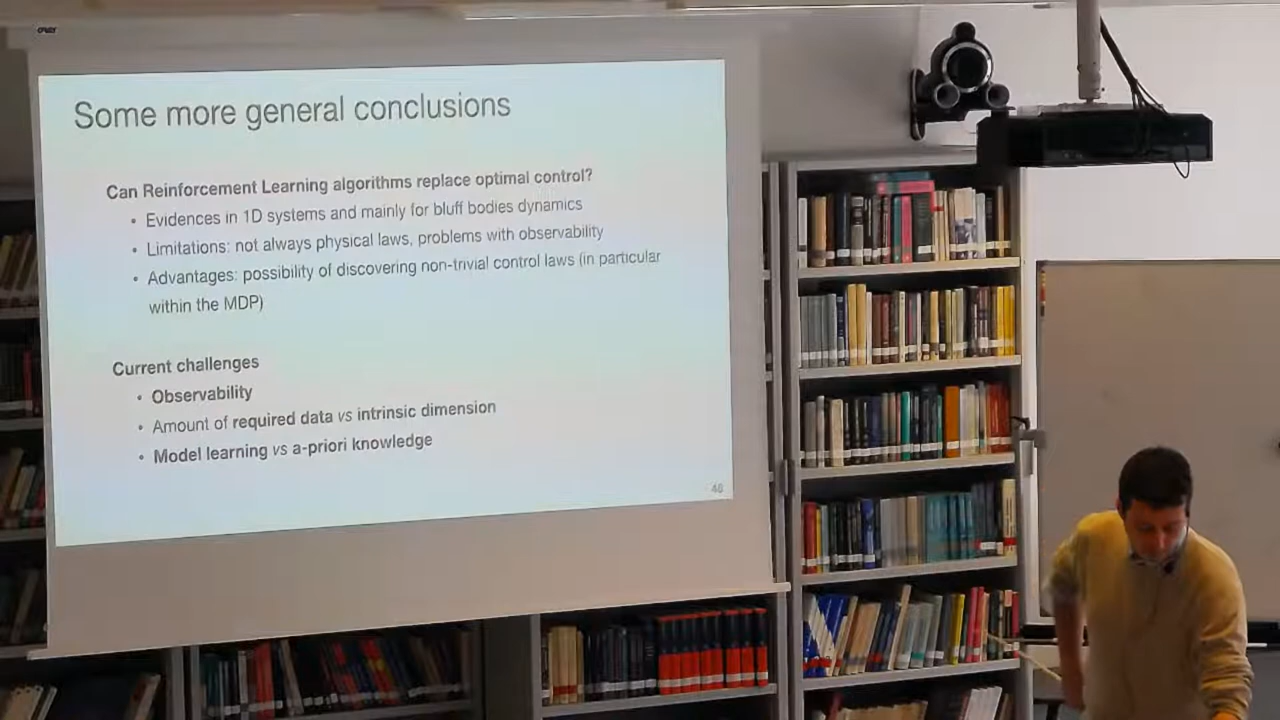 Some more general conclusions
Can Reinforcement Learning algorithms replace optimal control?
• Evidences in 1D systems and mainly for bluff bodies dynamics
• Limitations: not always physical laws, problems with observability
• Advantages: possibility of discovering non-trivial control laws (in particular
within the MDP)
Current challenges
• Observability
• Amount of required data vs intrinsic dimension
• Model learning vs a-priori knowledge